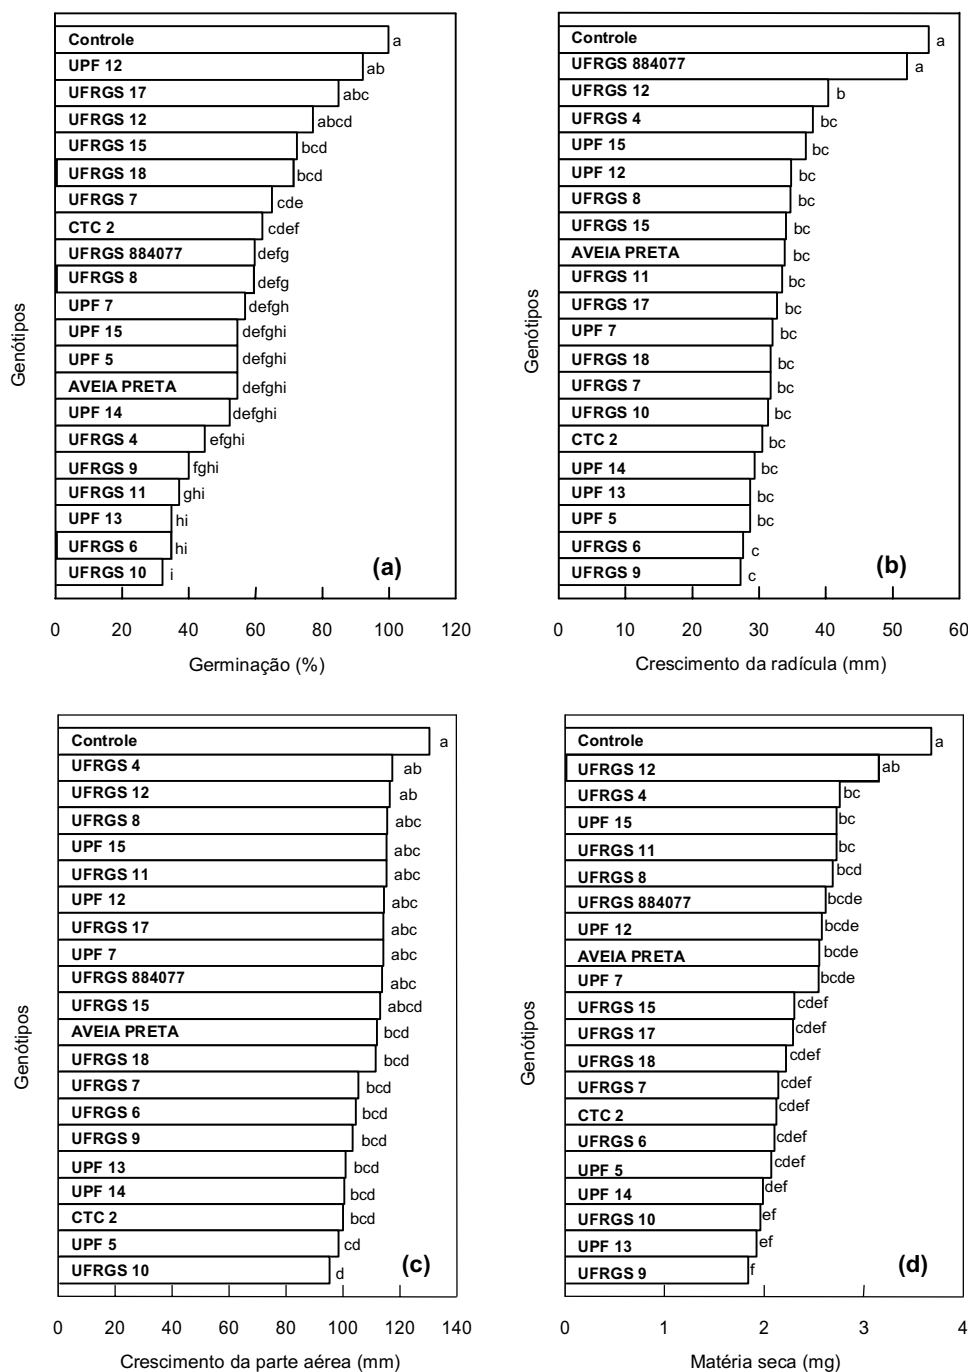 Genótipos
Controle a
UPF 12 ab
UFRGS 17 abc
UFRGS 12 abcd
UFRGS 15 bcd
UFRGS 18 bcd
UFRGS 7 cde
CTC 2 cdef
UFRGS 884077 defg
UFRGS 8 defg
UPF 7 defgh
UPF 15 defghi
UPF 5 defghi
AVEIA PRETA defghi
UPF 14 defghi
UFRGS 4 efghi
UFRGS 9 fghi
UFRGS 11 ghi
UPF 13 hi
UFRGS 6 hi
UFRGS 10 i
(a)
0 20 40 60 80 100 120
Germinação (%)
Genótipos
Controle a
UFRGS 884077 a
UFRGS 12 b
UFRGS 4 bc
UPF 15 bc
UPF 12 bc
UFRGS 8 bc
UFRGS 15 bc
AVEIA PRETA bc
UFRGS 11 bc
UFRGS 17 bc
UPF 7 bc
UFRGS 18 bc
UFRGS 7 bc
UFRGS 10 bc
CTC 2 bc
UPF 14 bc
UPF 13 bc
UPF 5 bc
UFRGS 6 c
UFRGS 9 c
(b)
0 10 20 30 40 50 60
Crescimento da radícula (mm)
Genótipos
Controle a
UFRGS 4 ab
UFRGS 12 ab
UFRGS 8 abc
UPF 15 abc
UFRGS 11 abc
UPF 12 abc
UFRGS 17 abc
UPF 7 abc
UFRGS 884077 abc
UFRGS 15 abcd
AVEIA PRETA bcd
UFRGS 18 bcd
UFRGS 7 bcd
UFRGS 6 bcd
UFRGS 9 bcd
UPF 13 bcd
UPF 14 bcd
CTC 2 bcd
UPF 5 cd
UFRGS 10 d
(c)
0 20 40 60 80 100 120 140
Crescimento da parte aérea (mm)
Genótipos
Controle a
UFRGS 12 ab
UFRGS 4 bc
UPF 15 bc
UFRGS 11 bc
UFRGS 8 bcd
UFRGS 884077 bcde
UPF 12 bcde
AVEIA PRETA bcde
UPF 7 bcde
UFRGS 15 cdef
UFRGS 17 cdef
UFRGS 18 cdef
UFRGS 7 cdef
CTC 2 cdef
UFRGS 6 cdef
UPF 5 cdef
UPF 14 def
UFRGS 10 ef
UPF 13 ef
UFRGS 9 f
(d)
0 1 2 3 4
Matéria seca (mg)